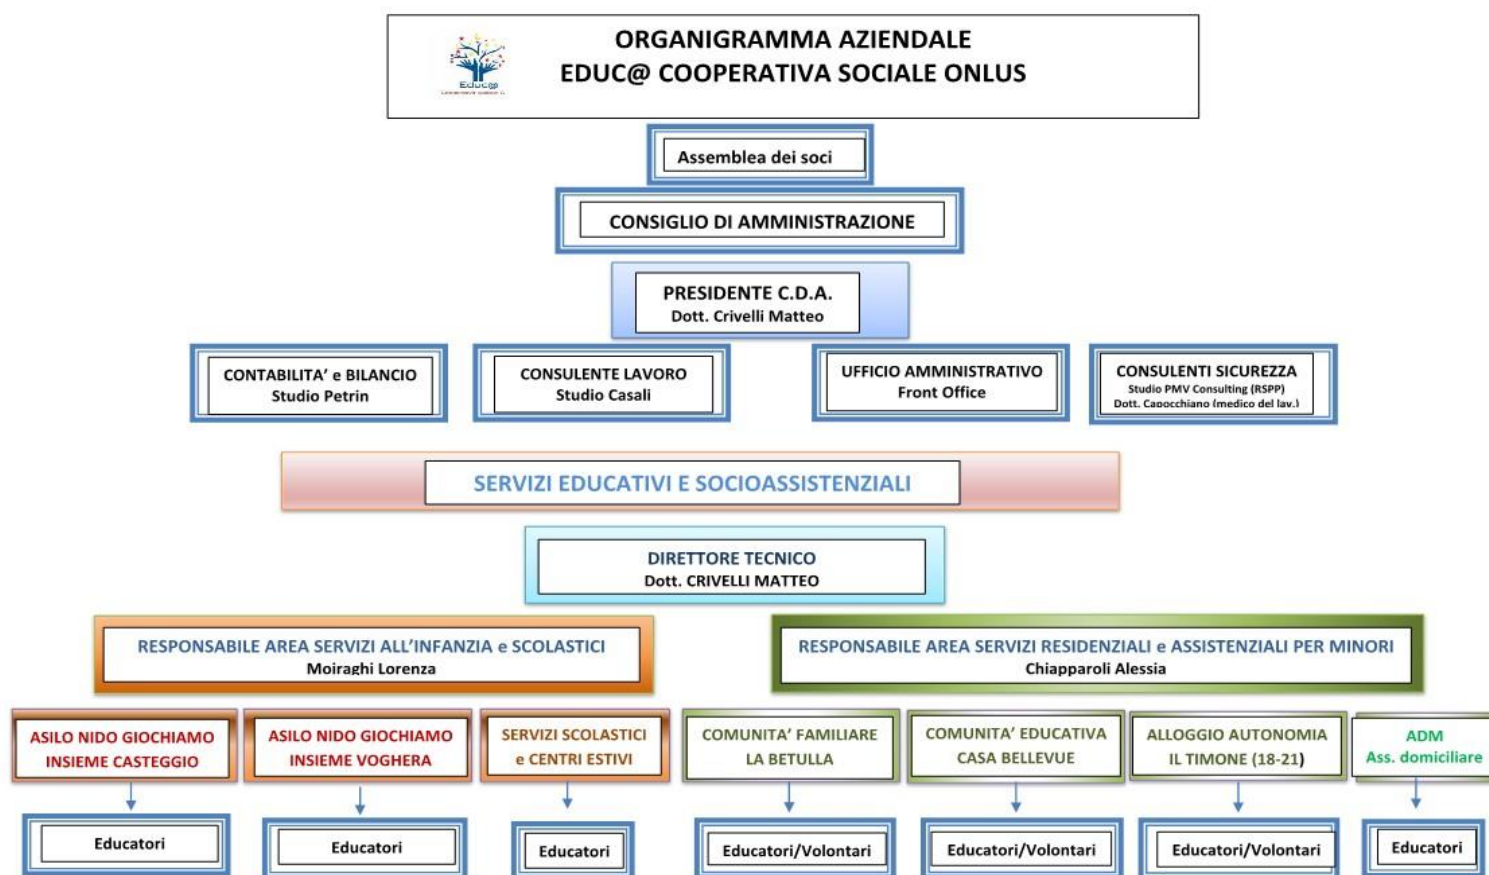 ORGANIGRAMMA AZIENDALE
EDUC@ COOPERATIVA SOCIALE ONLUS
Educ@
Assemblea dei soci
CONSIGLIO DI AMMINISTRAZIONE
PRESIDENTE C.D.A.
Dott. Crivelli Matteo
CONTABILITA’ e BILANCIO
Studio Petrin
CONSULENTE LAVORO
Studio Casali
UFFICIO AMMINISTRATIVO
Front Office
CONSULENTI SICUREZZA
Studio PMV Consulting (RSPP)
Dott. Capocchiano (medico del lav.)
SERVIZI EDUCATIVI E SOCIOASSISTENZIALI
DIRETTORE TECNICO
Dott. CRIVELLI MATTEO
RESPONSABILE AREA SERVIZI ALL’INFANZIA e SCOLASTICI
Moiraghi Lorenza
RESPONSABILE AREA SERVIZI RESIDENZIALI e ASSISTENZIALI PER MINORI
Chiapparoli Alessia
ASILO NIDO GIOCHIAMO
INSIEME CASTEGGIO
ASILO NIDO GIOCHIAMO
INSIEME VOGHERA
SERVIZI SCOLASTICI
e CENTRI ESTIVI
COMUNITA’ FAMILIARE
LA BETULLA
COMUNITA’ EDUCATIVA
CASA BELLEVUE
ALLOGGIO AUTONOMIA
IL TIMONE (18-21)
ADM
Ass. domiciliare
Educatori
Educatori
Educatori
Educatori/Volontari
Educatori/Volontari
Educatori/Volontari
Educatori